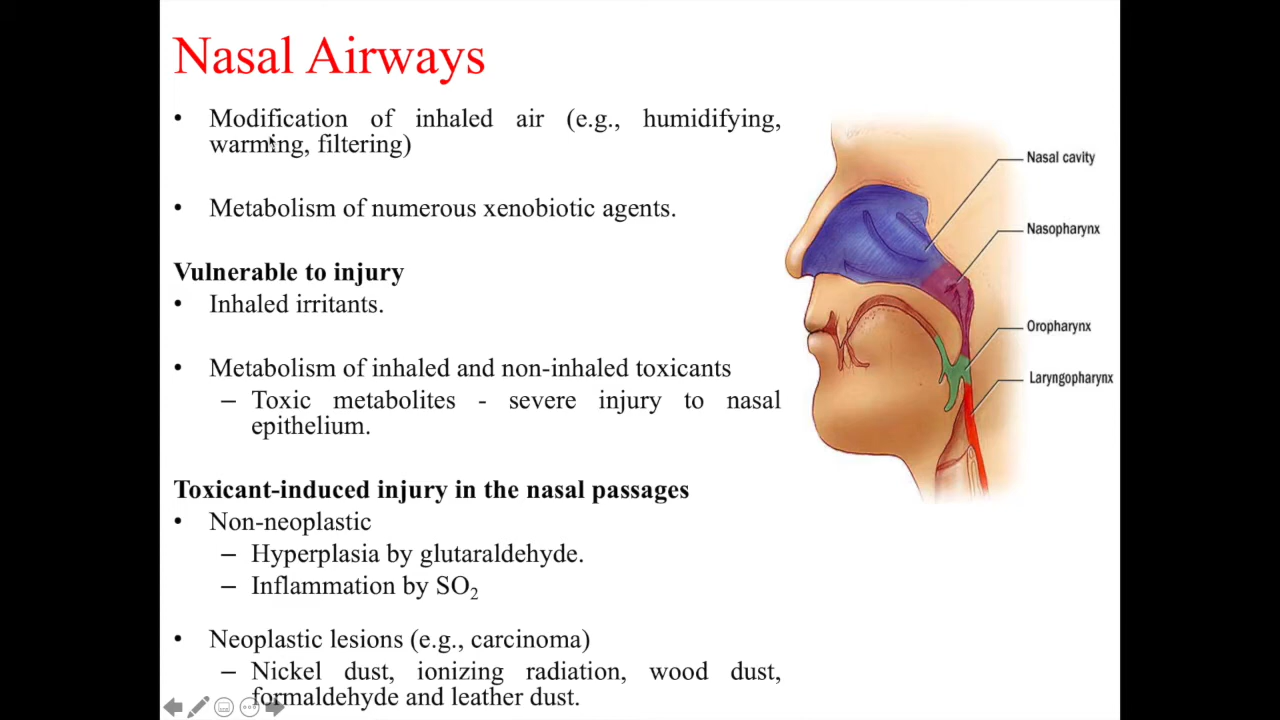 Nasal Airways
• Modification of inhaled air (e.g., humidifying,
warming, filtering)
• Metabolism of numerous xenobiotic agents.
Vulnerable to injury
• Inhaled irritants.
• Metabolism of inhaled and non-inhaled toxicants
– Toxic metabolites - severe injury to nasal
epithelium.
Toxicant-induced injury in the nasal passages
• Non-neoplastic
– Hyperplasia by glutaraldehyde.
– Inflammation by SO₂
• Neoplastic lesions (e.g., carcinoma)
– Nickel dust, ionizing radiation, wood dust,
formaldehyde and leather dust.
Nasal cavity
Nasopharynx
Oropharynx
Laryngopharynx